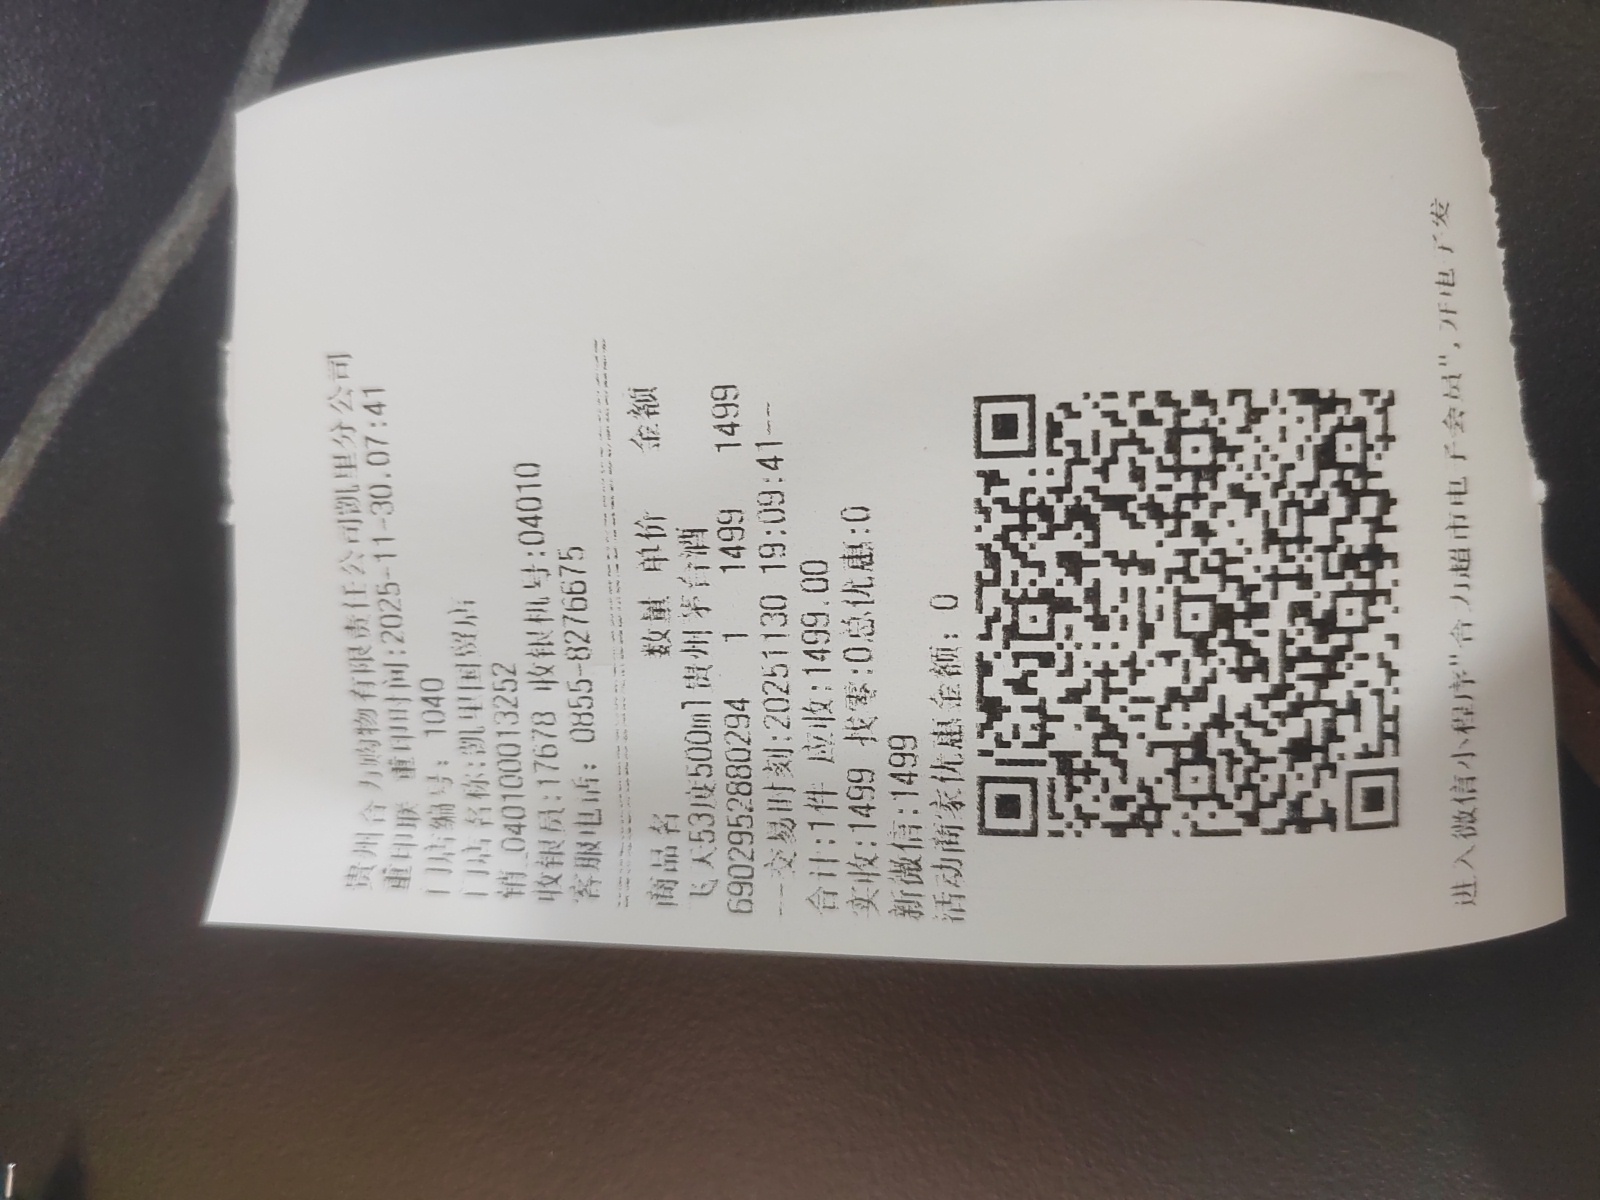 贵州合力购物有限责任公司凯里分公司
重印联 重印时间:2025-11-30.07:41
门店编号: 1040
门店名称:凯里国贸店
销_0401000013252
收银员:17678 收银机号:04010
客服电话: 0855-8276675
商品名 数量 单价 金额
飞天53度500ml贵州茅台酒
6902952880294 1 1499 1499
---交易时刻:20251130 19:09:41--
合计:1件 应收:1499.00
实收:1499 找零:0总优惠:0
新微信:1499
活动商家优惠金额: 0
进入微信小程序"合力超市电子会员",开电子发